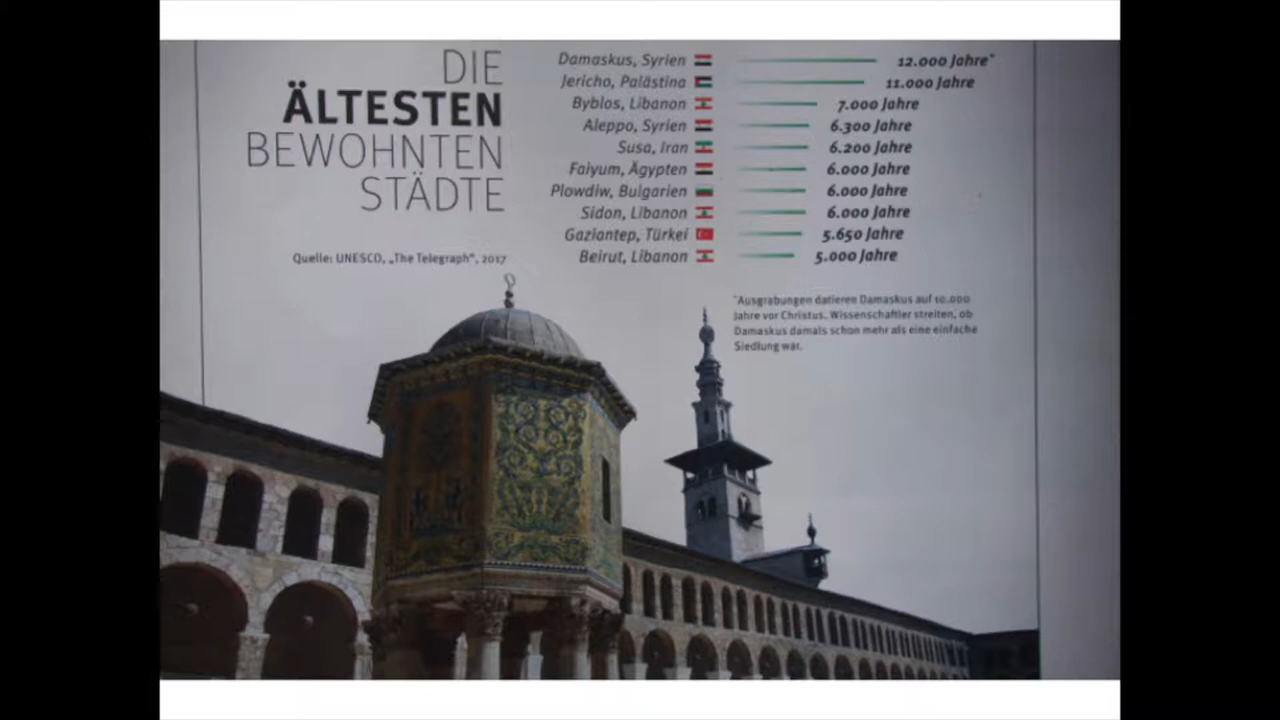 DIE
ÄLTESTEN
BEWOHNTEN
STÄDTE
Quelle: UNESCO, „The Telegraph“, 2017
Damaskus, Syrien 12.000 Jahre*
Jericho, Palästina 11.000 Jahre
Byblos, Libanon 7.000 Jahre
Aleppo, Syrien 6.300 Jahre
Susa, Iran 6.200 Jahre
Faiyum, Ägypten 6.000 Jahre
Plowdiw, Bulgarien 6.000 Jahre
Sidon, Libanon 6.000 Jahre
Gaziantep, Türkei 5.650 Jahre
Beirut, Libanon 5.000 Jahre
*Ausgrabungen datieren Damaskus auf 10.000
Jahre vor Christus. Wissenschaftler streiten, ob
Damaskus damals schon mehr als eine einfache
Siedlung war.